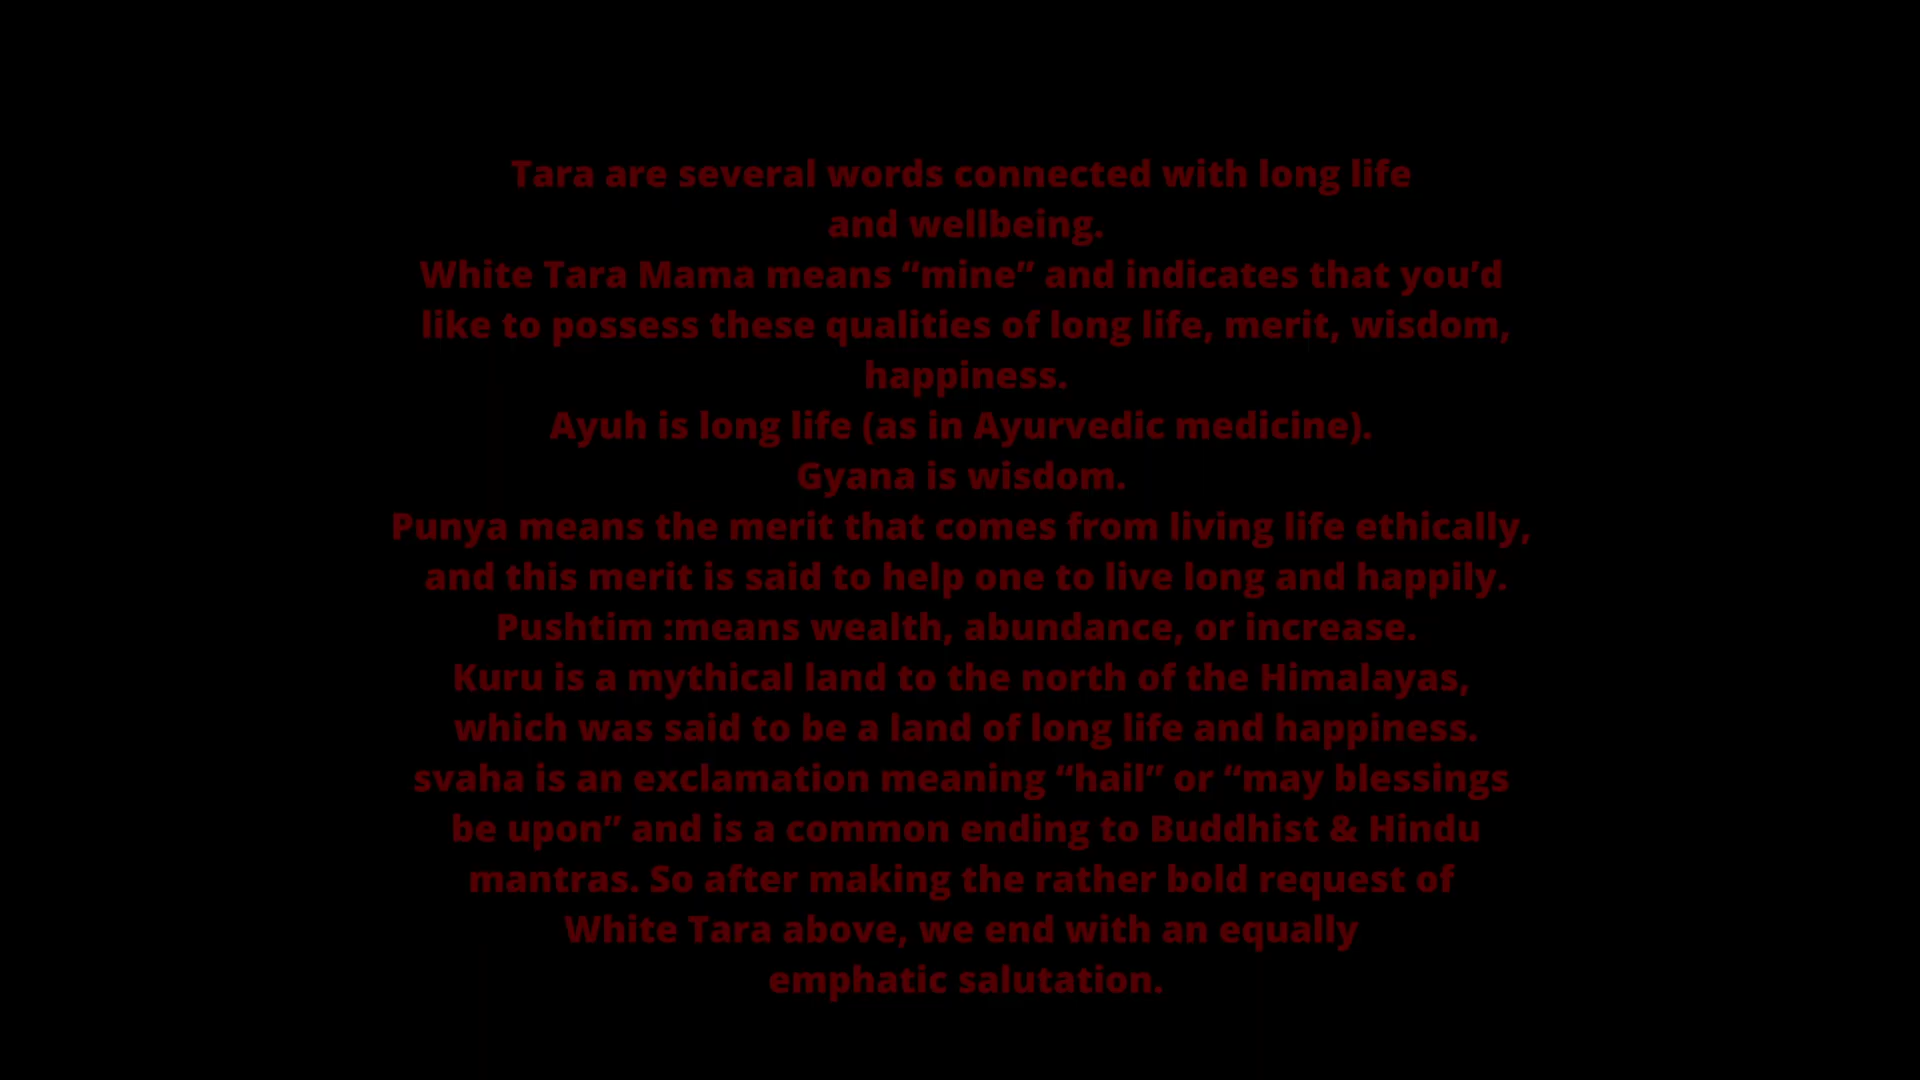 Tara are several words connected with long life
and wellbeing.
White Tara Mama means “mine” and indicates that you’d
like to possess these qualities of long life, merit, wisdom,
happiness.
Ayuh is long life (as in Ayurvedic medicine).
Gyana is wisdom.
Punya means the merit that comes from living life ethically,
and this merit is said to help one to live long and happily.
Pushtim :means wealth, abundance, or increase.
Kuru is a mythical land to the north of the Himalayas,
which was said to be a land of long life and happiness.
svaha is an exclamation meaning “hail” or “may blessings
be upon” and is a common ending to Buddhist & Hindu
mantras. So after making the rather bold request of
White Tara above, we end with an equally
emphatic salutation.